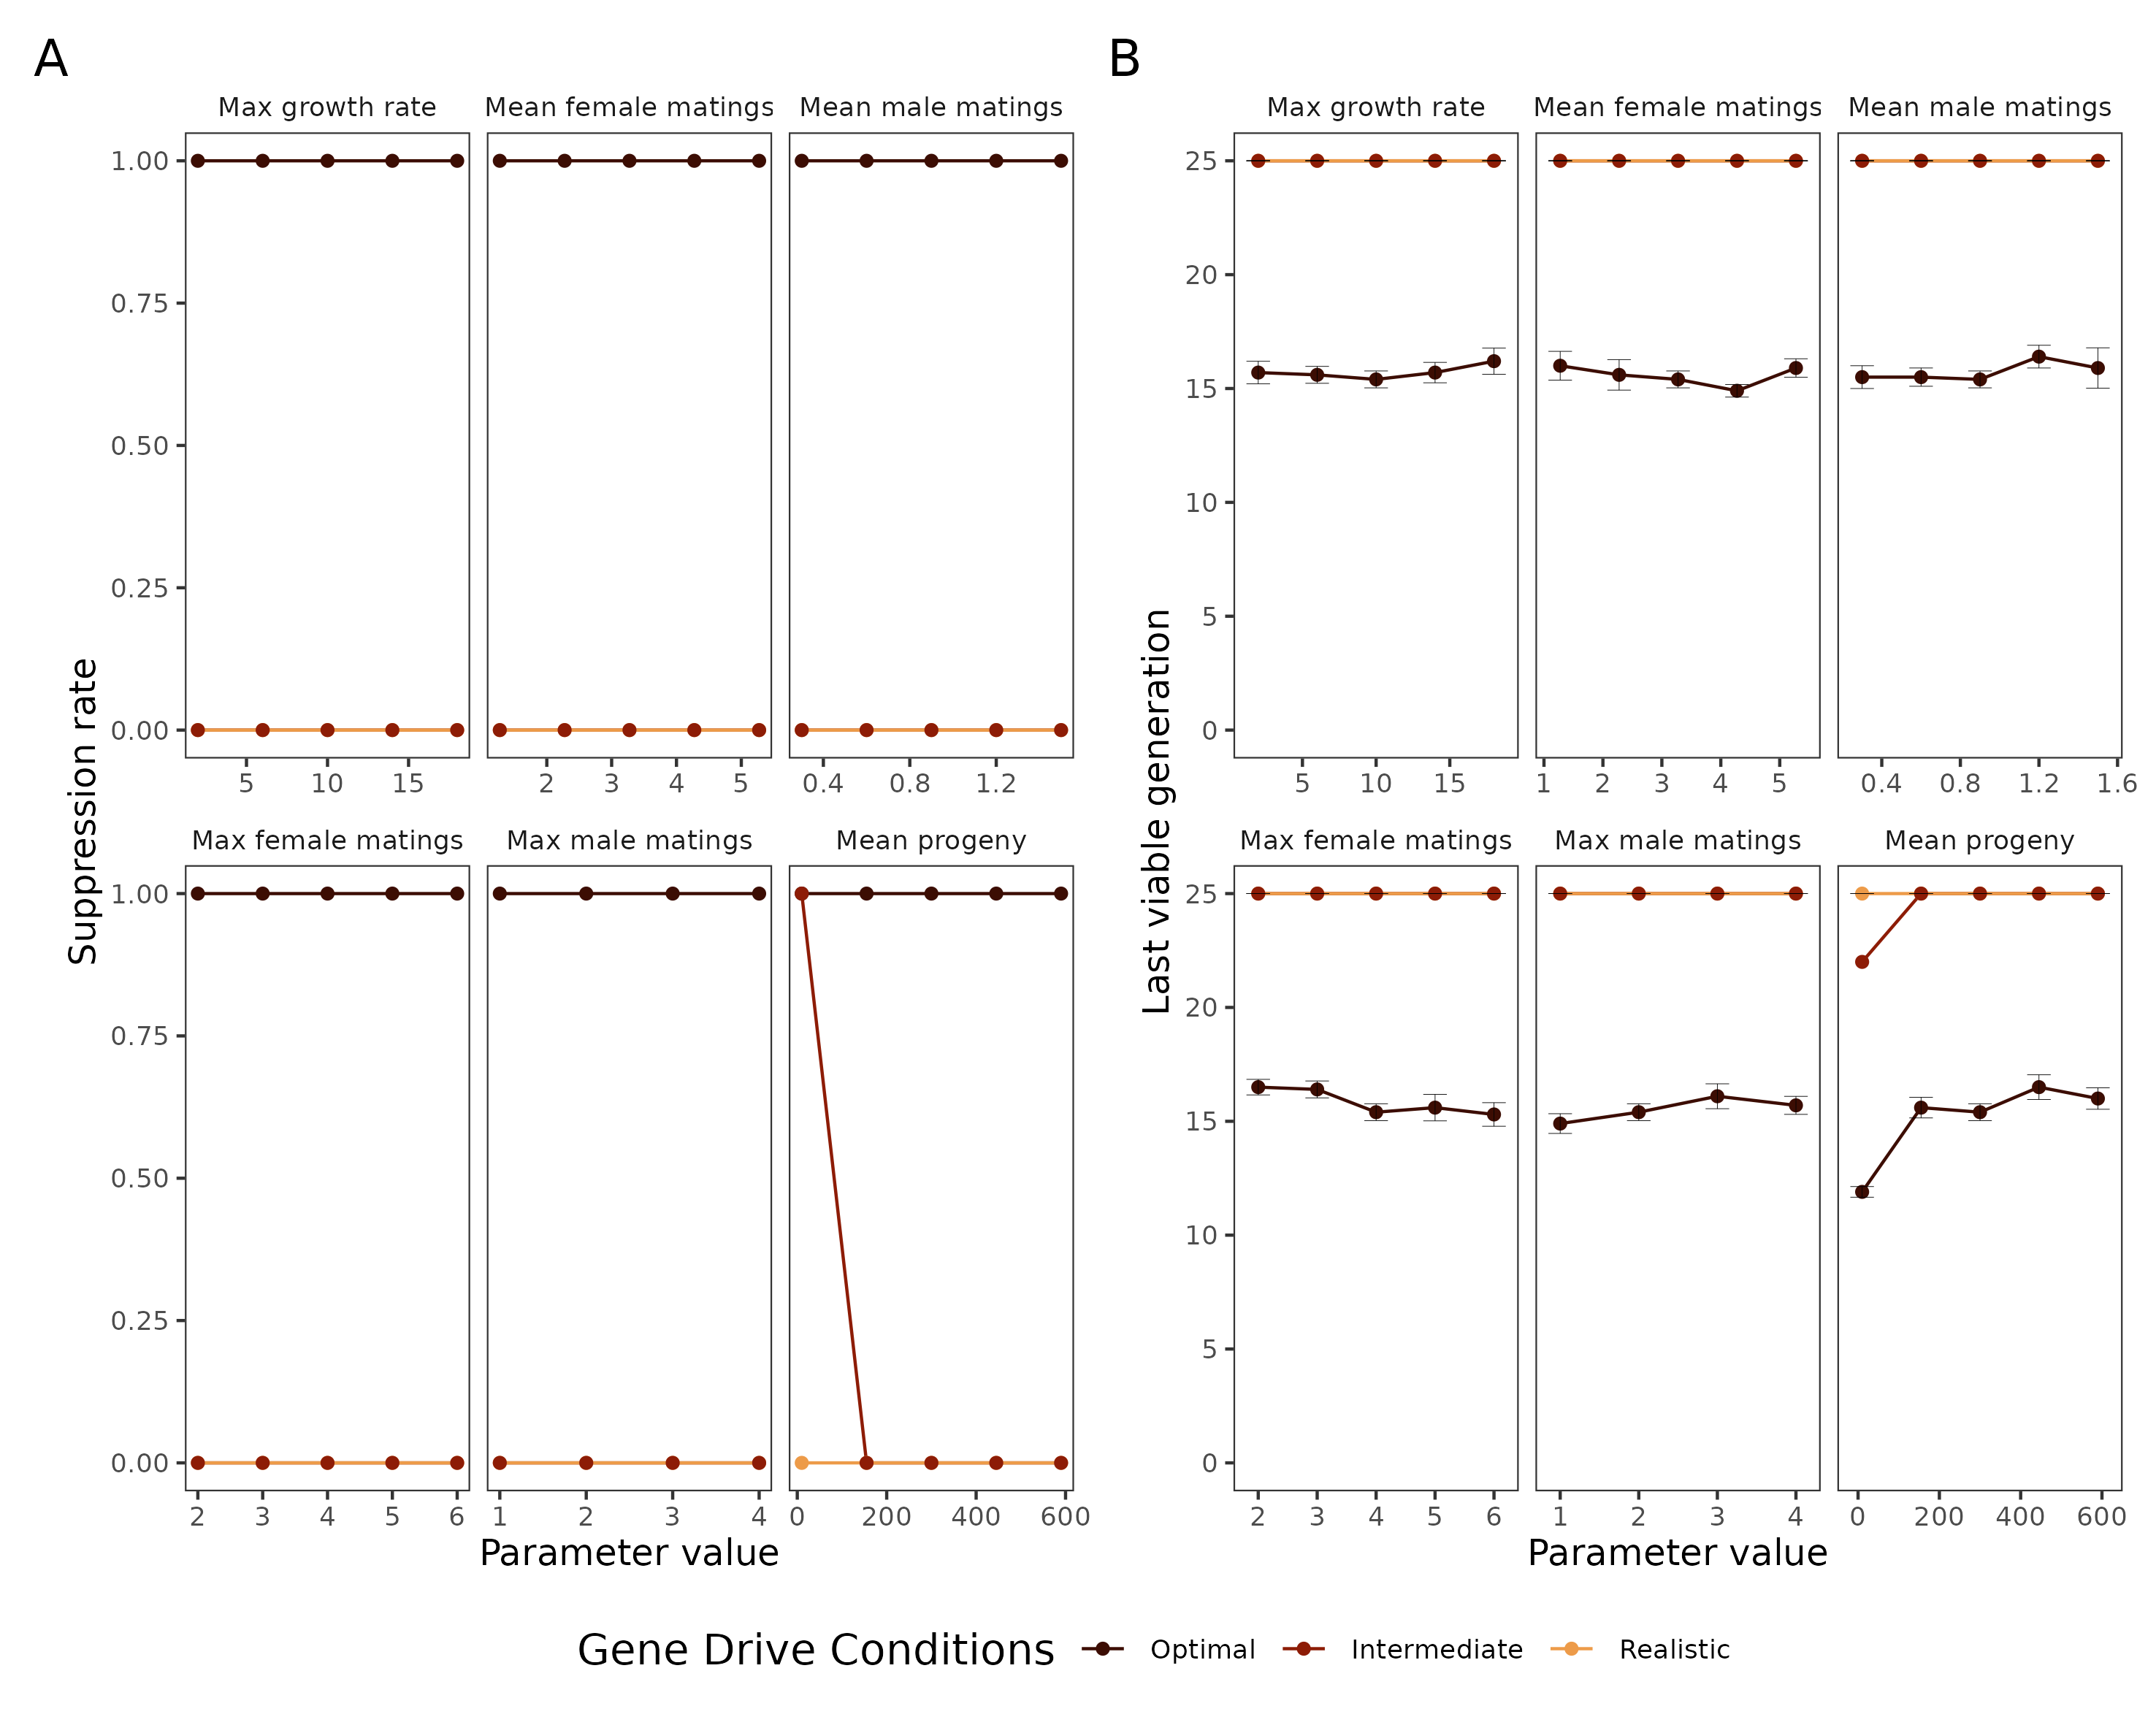 A
B
Max growth rate
Mean female matings
Mean male matings
Max growth rate
Mean female matings
Mean male matings
1.00
0.75
0.50
0.25
0.00
25
20
15
10
5
0
5 10 15
2 3 4 5
0.4 0.8 1.2
5 10 15
1 2 3 4 5
0.4 0.8 1.2 1.6
Suppression rate
Last viable generation
Max female matings
Max male matings
Mean progeny
Max female matings
Max male matings
Mean progeny
1.00
0.75
0.50
0.25
0.00
25
20
15
10
5
0
2 3 4 5 6
1 2 3 4
0 200 400 600
2 3 4 5 6
1 2 3 4
0 200 400 600
Parameter value
Parameter value
Gene Drive Conditions Optimal Intermediate Realistic